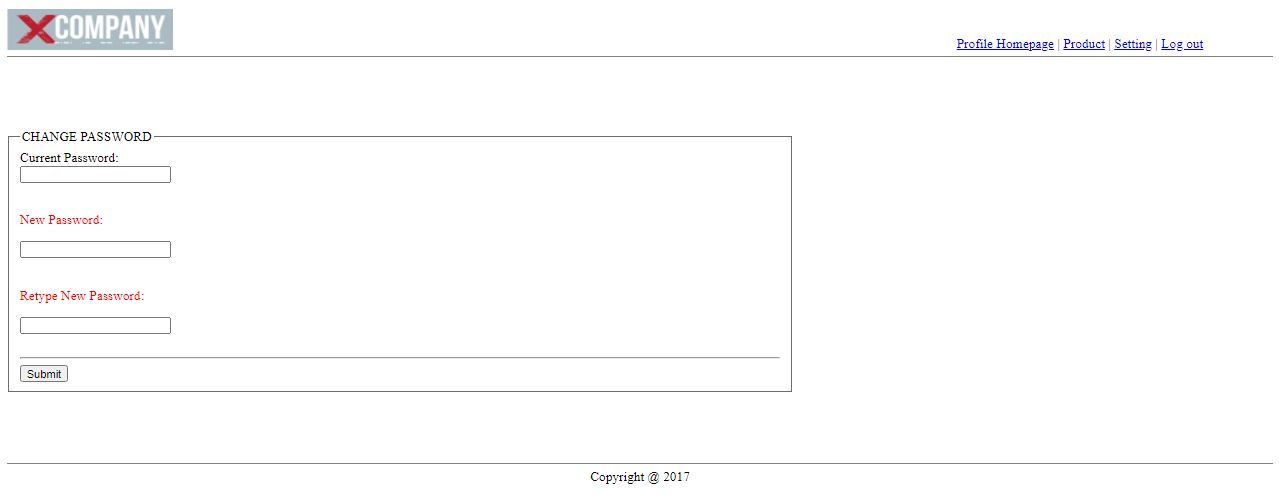 XCOMPANY
Profile Homepage | Product | Setting | Log out
CHANGE PASSWORD
Current Password:
New Password:
Retype New Password:
Submit
Copyright @ 2017